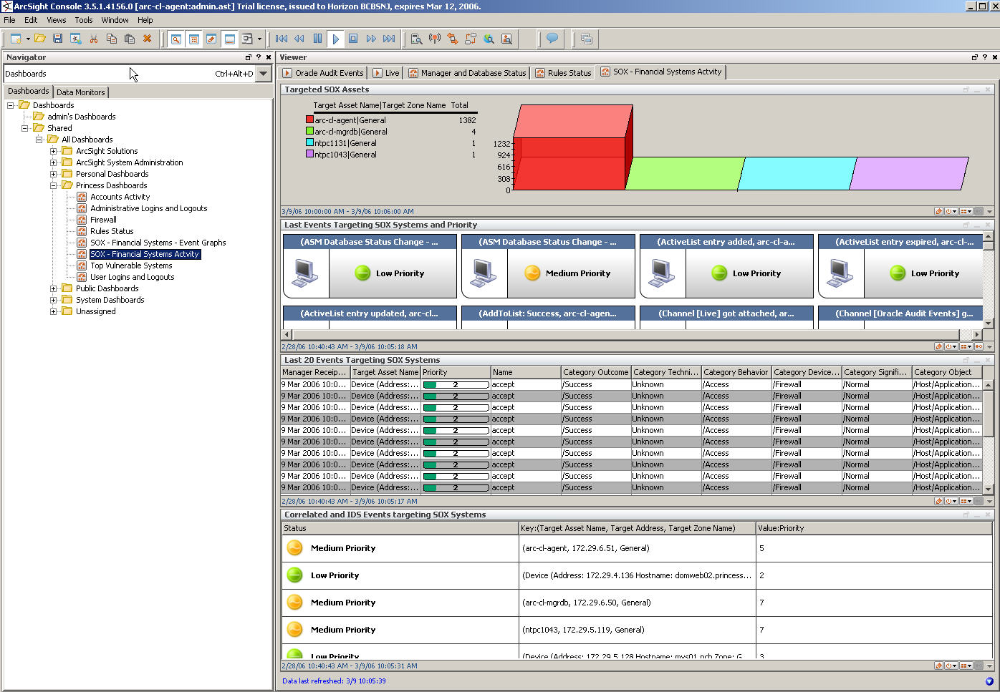 ArcSight Console 3.5.1.4156.0 [arc-cl-agent:admin.ast] Trial license, issued to Horizon BCBSNJ, expires Mar 12, 2006.
File Edit Views Tools Window Help
Navigator
Dashboards Ctrl+Alt+D
Dashboards Data Monitors
Dashboards
admin's Dashboards
Shared
All Dashboards
ArcSight Solutions
ArcSight System Administration
Personal Dashboards
Princess Dashboards
Accounts Activity
Administrative Logins and Logouts
Firewall
Rules Status
SOX - Financial Systems - Event Graphs
SOX - Financial Systems Actvity
Top Vulnerable Systems
User Logins and Logouts
Public Dashboards
System Dashboards
Unassigned
Viewer
Oracle Audit Events Live Manager and Database Status Rules Status SOX - Financial Systems Activity
Targeted SOX Assets
Target Asset Name|Target Zone Name Total
arc-cl-agent|General 1382
arc-cl-mgrdb|General 4
ntpc1131|General 1
ntpc1043|General 1
1232
924
616
308
0
3/9/06 10:00:00 AM - 3/9/06 10:06:00 AM
Last Events Targeting SOX Systems and Priority
(ASM Database Status Change - ... (ASM Database Status Change - ... (ActiveList entry added, arc-cl-a... (ActiveList entry expired, arc-cl-...
Low Priority Medium Priority Low Priority Low Priority
(ActiveList entry updated, arc-cl... (AddToList: Success, arc-cl-agen... (Channel [Live] got attached, ar... (Channel [Oracle Audit Events] g...
2/28/06 10:40:43 AM - 3/9/06 10:05:18 AM
Last 20 Events Targeting SOX Systems
Manager Receip... Target Asset Name Priority Name Category Outcome Category Techni... Category Behavior Category Device... Category Signifi... Category Object
9 Mar 2006 10:0... Device (Address:... 2 accept /Success Unknown /Access /Firewall /Normal /Host/Application...
9 Mar 2006 10:0... Device (Address:... 2 accept /Success Unknown /Access /Firewall /Normal /Host/Application...
9 Mar 2006 10:0... Device (Address:... 2 accept /Success Unknown /Access /Firewall /Normal /Host/Application...
9 Mar 2006 10:0... Device (Address:... 2 accept /Success Unknown /Access /Firewall /Normal /Host/Application...
9 Mar 2006 10:0... Device (Address:... 2 accept /Success Unknown /Access /Firewall /Normal /Host/Application...
9 Mar 2006 10:0... Device (Address:... 2 accept /Success Unknown /Access /Firewall /Normal /Host/Application...
9 Mar 2006 10:0... Device (Address:... 2 accept /Success Unknown /Access /Firewall /Normal /Host/Application...
9 Mar 2006 10:0... Device (Address:... 2 accept /Success Unknown /Access /Firewall /Normal /Host/Application...
9 Mar 2006 10:0... Device (Address:... 2 accept /Success Unknown /Access /Firewall /Normal /Host/Application...
9 Mar 2006 10:0... Device (Address:... 2 accept /Success Unknown /Access /Firewall /Normal /Host/Application...
2/28/06 10:40:43 AM - 3/9/06 10:05:17 AM
Correlated and IDS Events targeting SOX Systems
Status Key:(Target Asset Name, Target Address, Target Zone Name) Value:Priority
Medium Priority (arc-cl-agent, 172.29.6.51, General) 5
Low Priority (Device (Address: 172.29.4.136 Hostname: domweb02.princess... 2
Medium Priority (arc-cl-mgrdb, 172.29.6.50, General) 7
Medium Priority (ntpc1043, 172.29.5.119, General) 7
Low Priority (Device (Address: 172.29.5.128 Hostname: mvs01.pcb Zone: G... 3
2/28/06 10:40:43 AM - 3/9/06 10:05:31 AM
Data last refreshed: 3/9 10:05:39